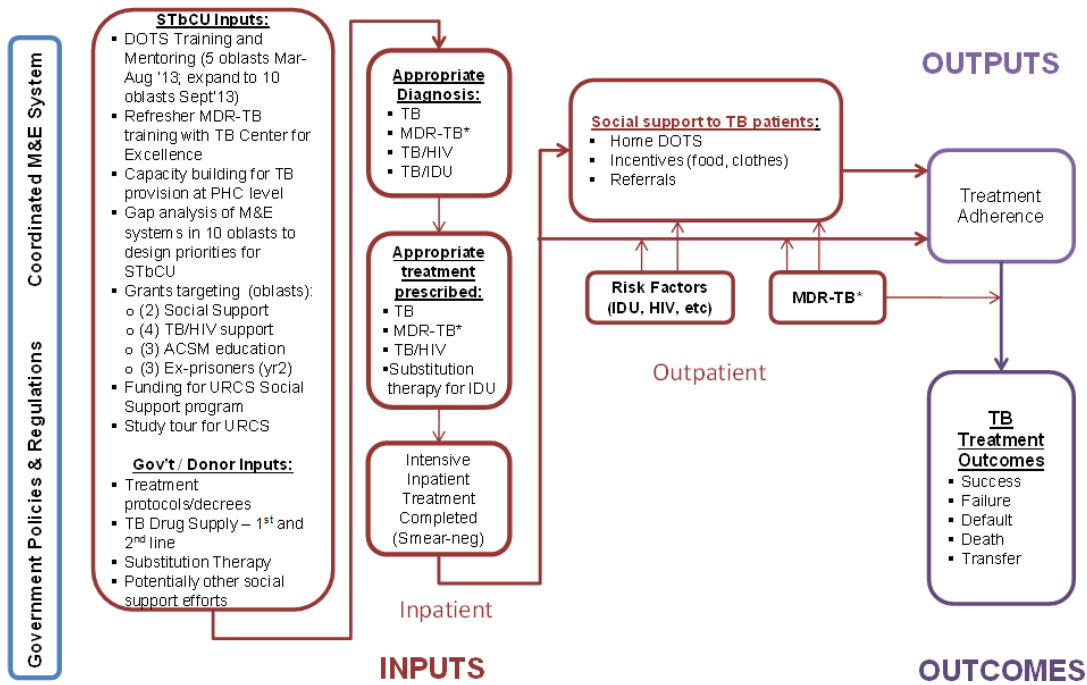 Government Policies & Regulations    Coordinated M&E System
STbCU Inputs:
▪ DOTS Training and
Mentoring (5 oblasts Mar-
Aug '13; expand to 10
oblasts Sept'13)
▪ Refresher MDR-TB
training with TB Center for
Excellence
▪ Capacity building for TB
provision at PHC level
▪ Gap analysis of M&E
systems in 10 oblasts to
design priorities for
STbCU
▪ Grants targeting (oblasts):
o (2) Social Support
o (4) TB/HIV support
o (3) ACSM education
o (3) Ex-prisoners (yr2)
▪ Funding for URCS Social
Support program
▪ Study tour for URCS
Gov't / Donor Inputs:
▪ Treatment
protocols/decrees
▪ TB Drug Supply – 1st and
2nd line
▪ Substitution Therapy
▪ Potentially other social
support efforts
Appropriate
Diagnosis:
▪ TB
▪ MDR-TB*
▪ TB/HIV
▪ TB/IDU
Appropriate
treatment
prescribed:
▪ TB
▪ MDR-TB*
▪ TB/HIV
▪Substitution
therapy for IDU
Intensive
Inpatient
Treatment
Completed
(Smear-neg)
Inpatient
INPUTS
Social support to TB patients:
▪ Home DOTS
▪ Incentives (food, clothes)
▪ Referrals
Risk Factors
(IDU, HIV, etc)
MDR-TB*
Outpatient
OUTPUTS
Treatment
Adherence
TB
Treatment
Outcomes
▪ Success
▪ Failure
▪ Default
▪ Death
▪ Transfer
OUTCOMES